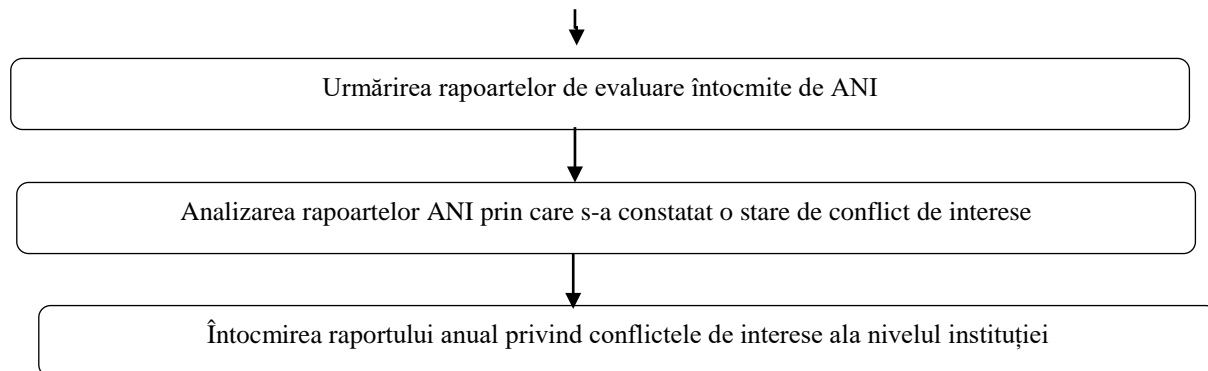 Urmărirea rapoartelor de evaluare întocmite de ANI
Analizarea rapoartelor ANI prin care s-a constatat o stare de conflict de interese
Întocmirea raportului anual privind conflictele de interese ala nivelul instituției